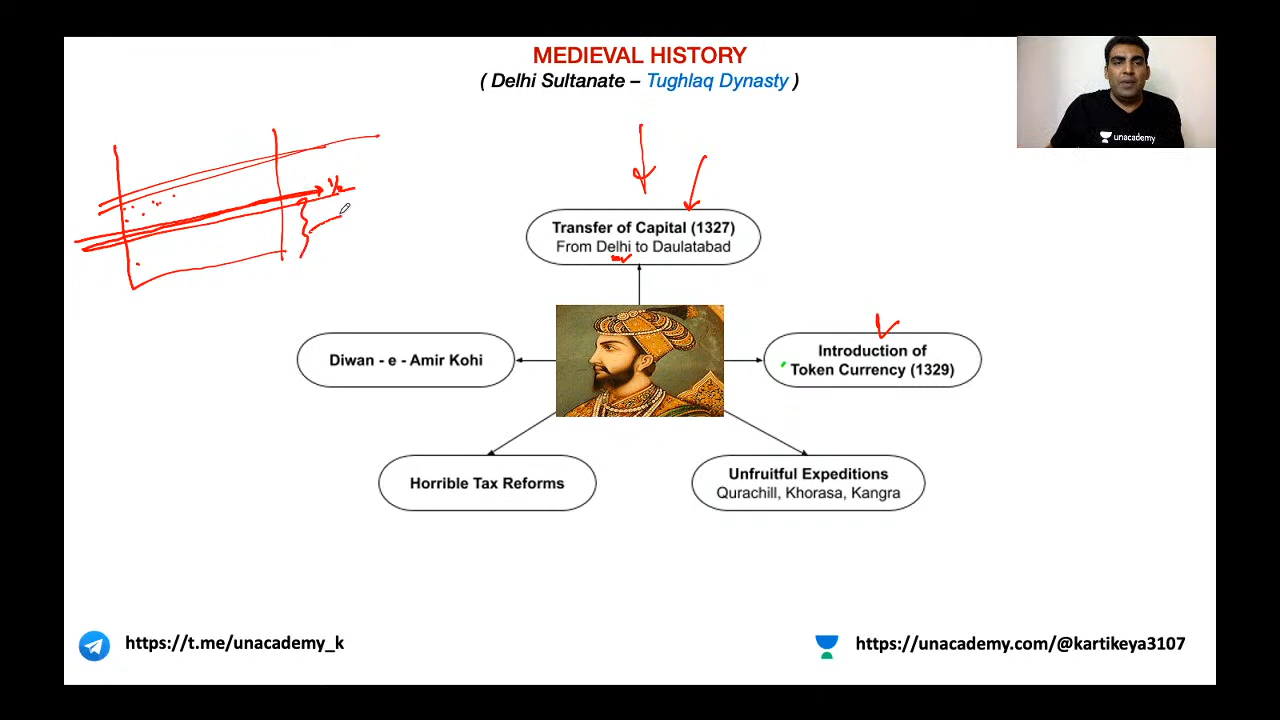 MEDIEVAL HISTORY
( Delhi Sultanate – Tughlaq Dynasty )
unacademy
1/2
Transfer of Capital (1327)
From Delhi to Daulatabad
Diwan - e - Amir Kohi
Introduction of
Token Currency (1329)
Horrible Tax Reforms
Unfruitful Expeditions
Qurachill, Khorasa, Kangra
https://t.me/unacademy_k
https://unacademy.com/@kartikeya3107